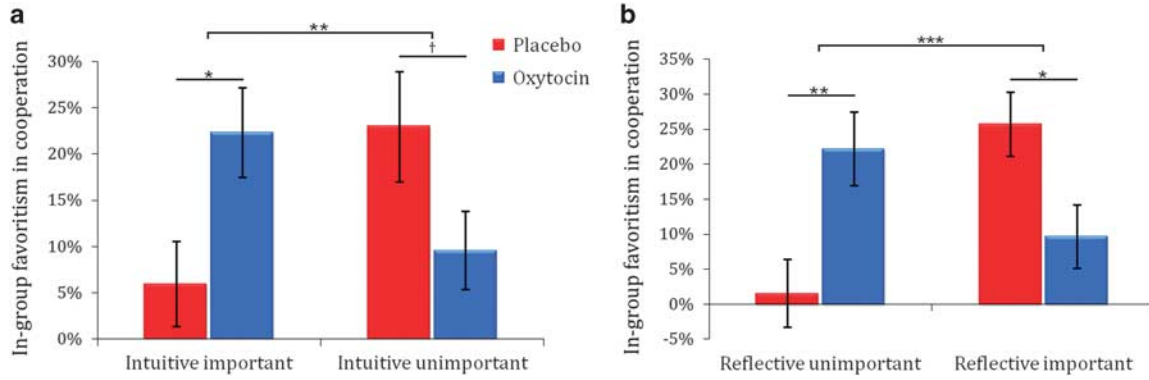 a
**
Placebo
Oxytocin
*
†
In-group favoritism in cooperation
30%
25%
20%
15%
10%
5%
0%
Intuitive important
Intuitive unimportant
b
***
**
*
In-group favoritism in cooperation
35%
30%
25%
20%
15%
10%
5%
0%
-5%
Reflective unimportant
Reflective important